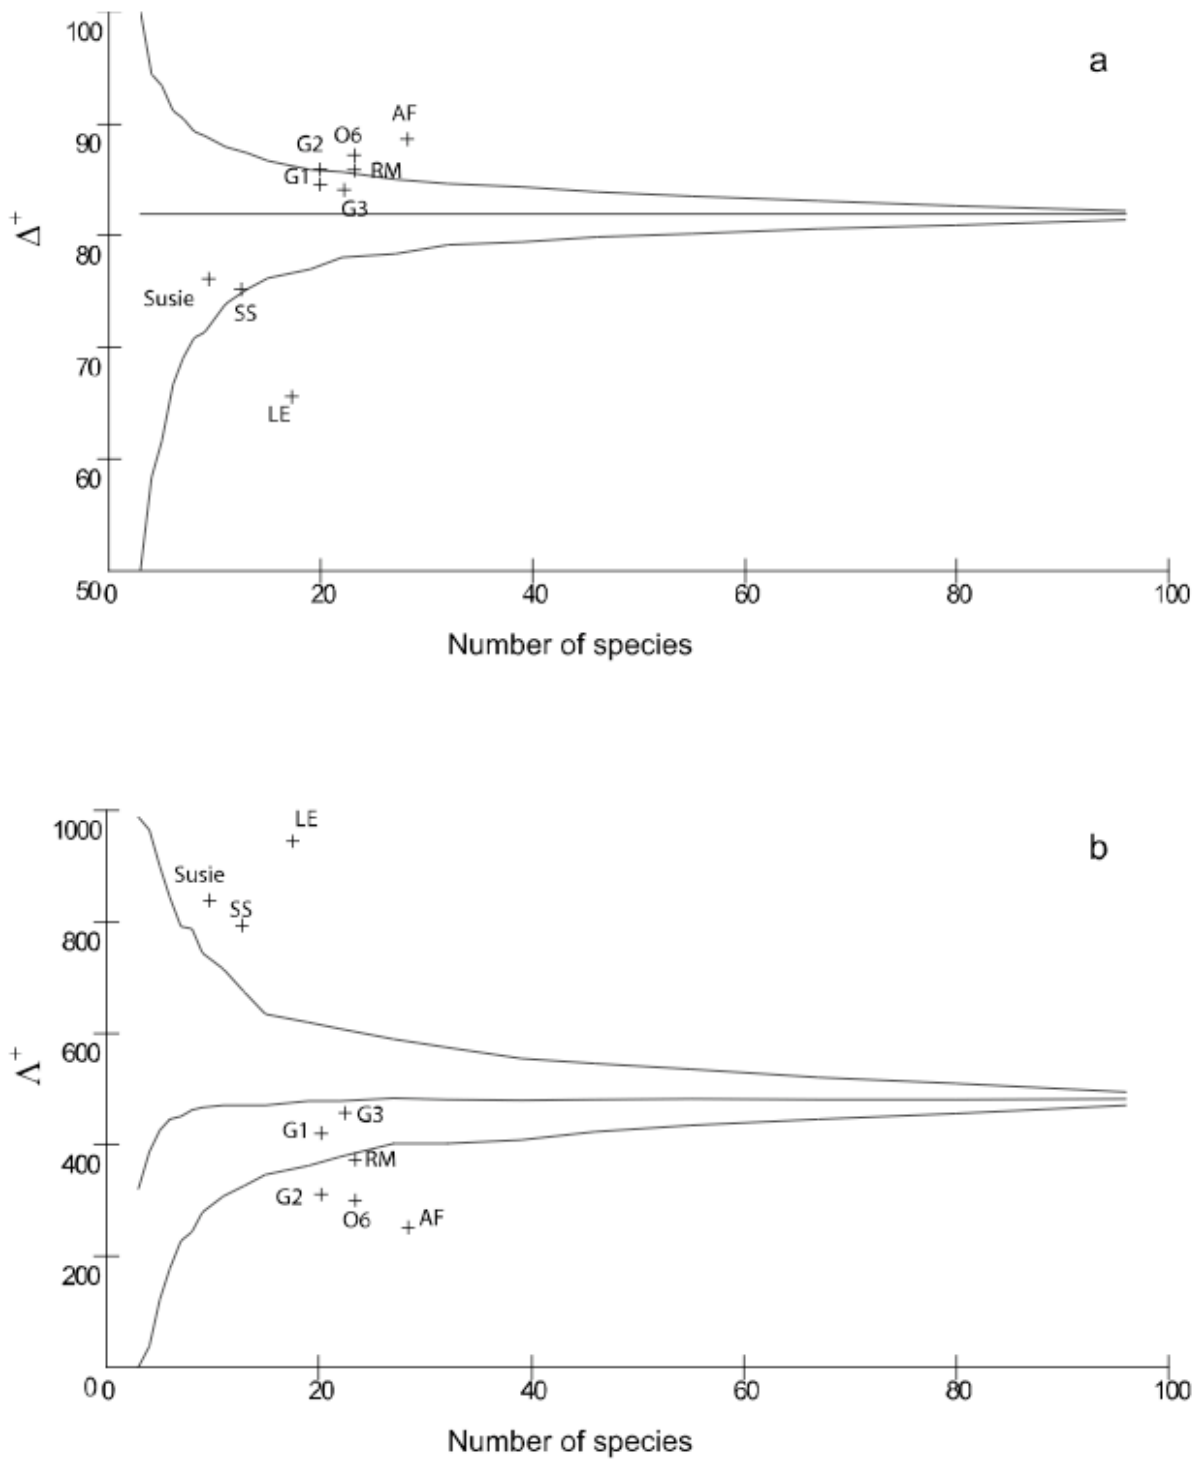 100
a
AF
90
O6
G2
RM
G1
G3
Δ+
80
Susie
SS
70
LE
60
50
0 20 40 60 80 100
Number of species
LE
1000
b
Susie
SS
800
600
Λ+
G3
G1
400
RM
G2
O6
AF
200
0
0 20 40 60 80 100
Number of species